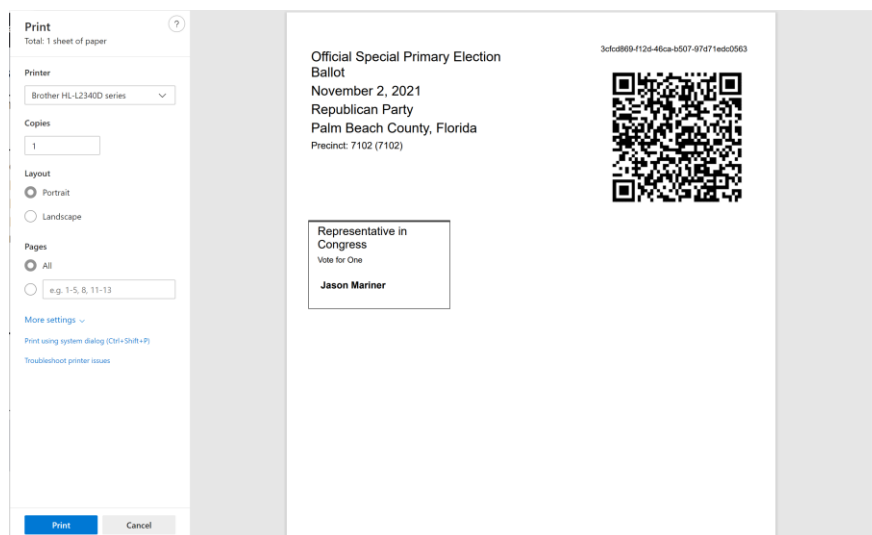 Print
?
Total: 1 sheet of paper
Printer
Brother HL-L2340D series
Copies
1
Layout
Portrait
Landscape
Pages
All
e.g. 1-5, 8, 11-13
More settings
Print using system dialog (Ctrl+Shift+P)
Troubleshoot printer issues
Print
Cancel
3cfcd869-f12d-46ca-b507-97d71edc0563
Official Special Primary Election
Ballot
November 2, 2021
Republican Party
Palm Beach County, Florida
Precinct: 7102 (7102)
Representative in
Congress
Vote for One
Jason Mariner